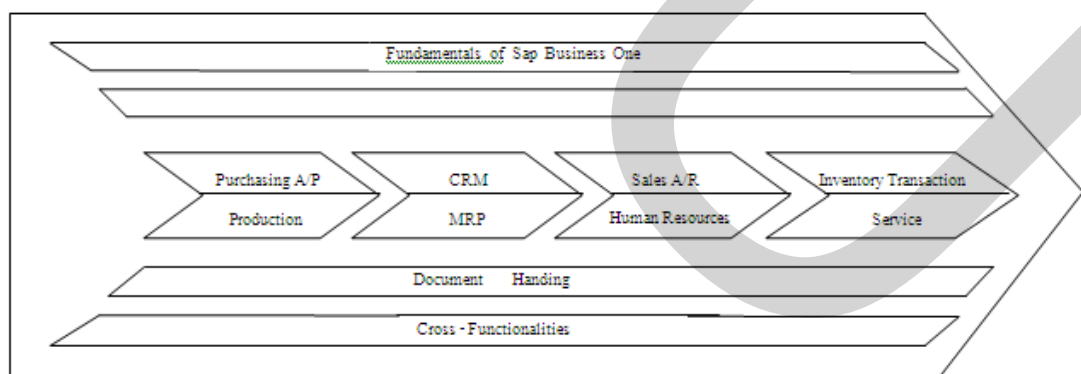 Fundamentals of Sap Business One
Purchasing A/P
CRM
Sales A/R
Inventory Transaction
Production
MRP
Human Resources
Service
Document Handing
Cross - Functionalities